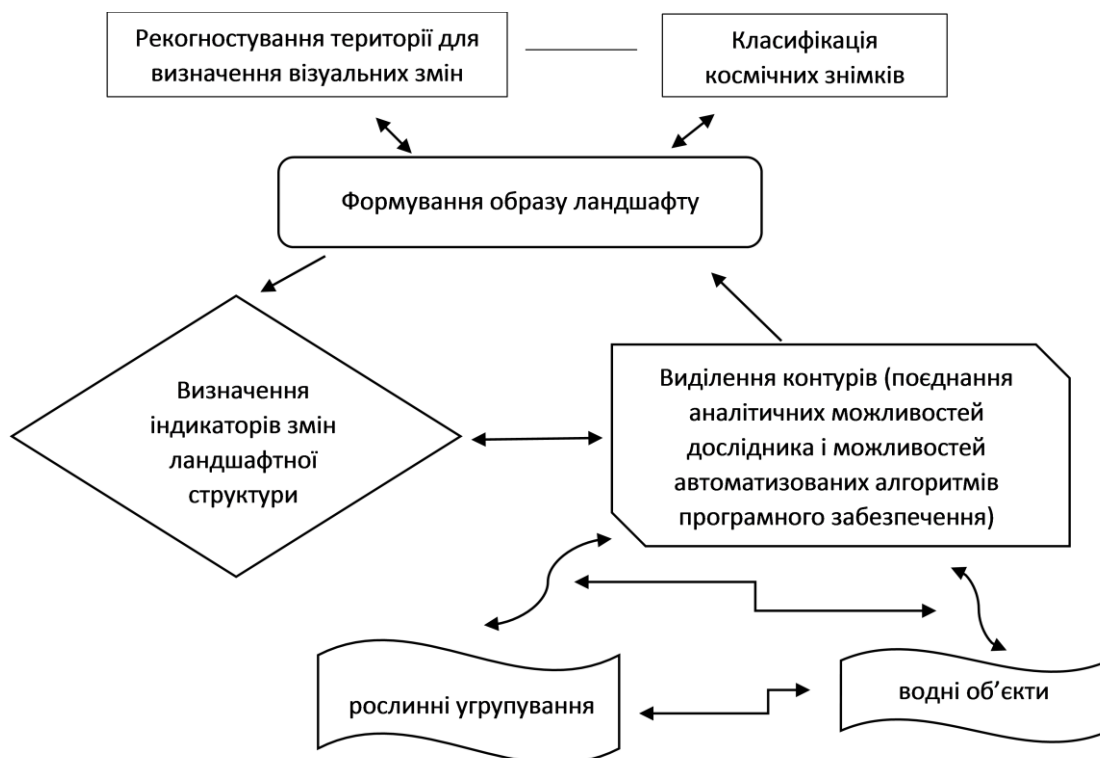 Рекогностування території для
визначення візуальних змін
Класифікація
космічних знімків
Формування образу ландшафту
Визначення
індикаторів змін
ландшафтної
структури
Виділення контурів (поєднання
аналітичних можливостей
дослідника і можливостей
автоматизованих алгоритмів
програмного забезпечення)
рослинні угрупування
водні об’єкти